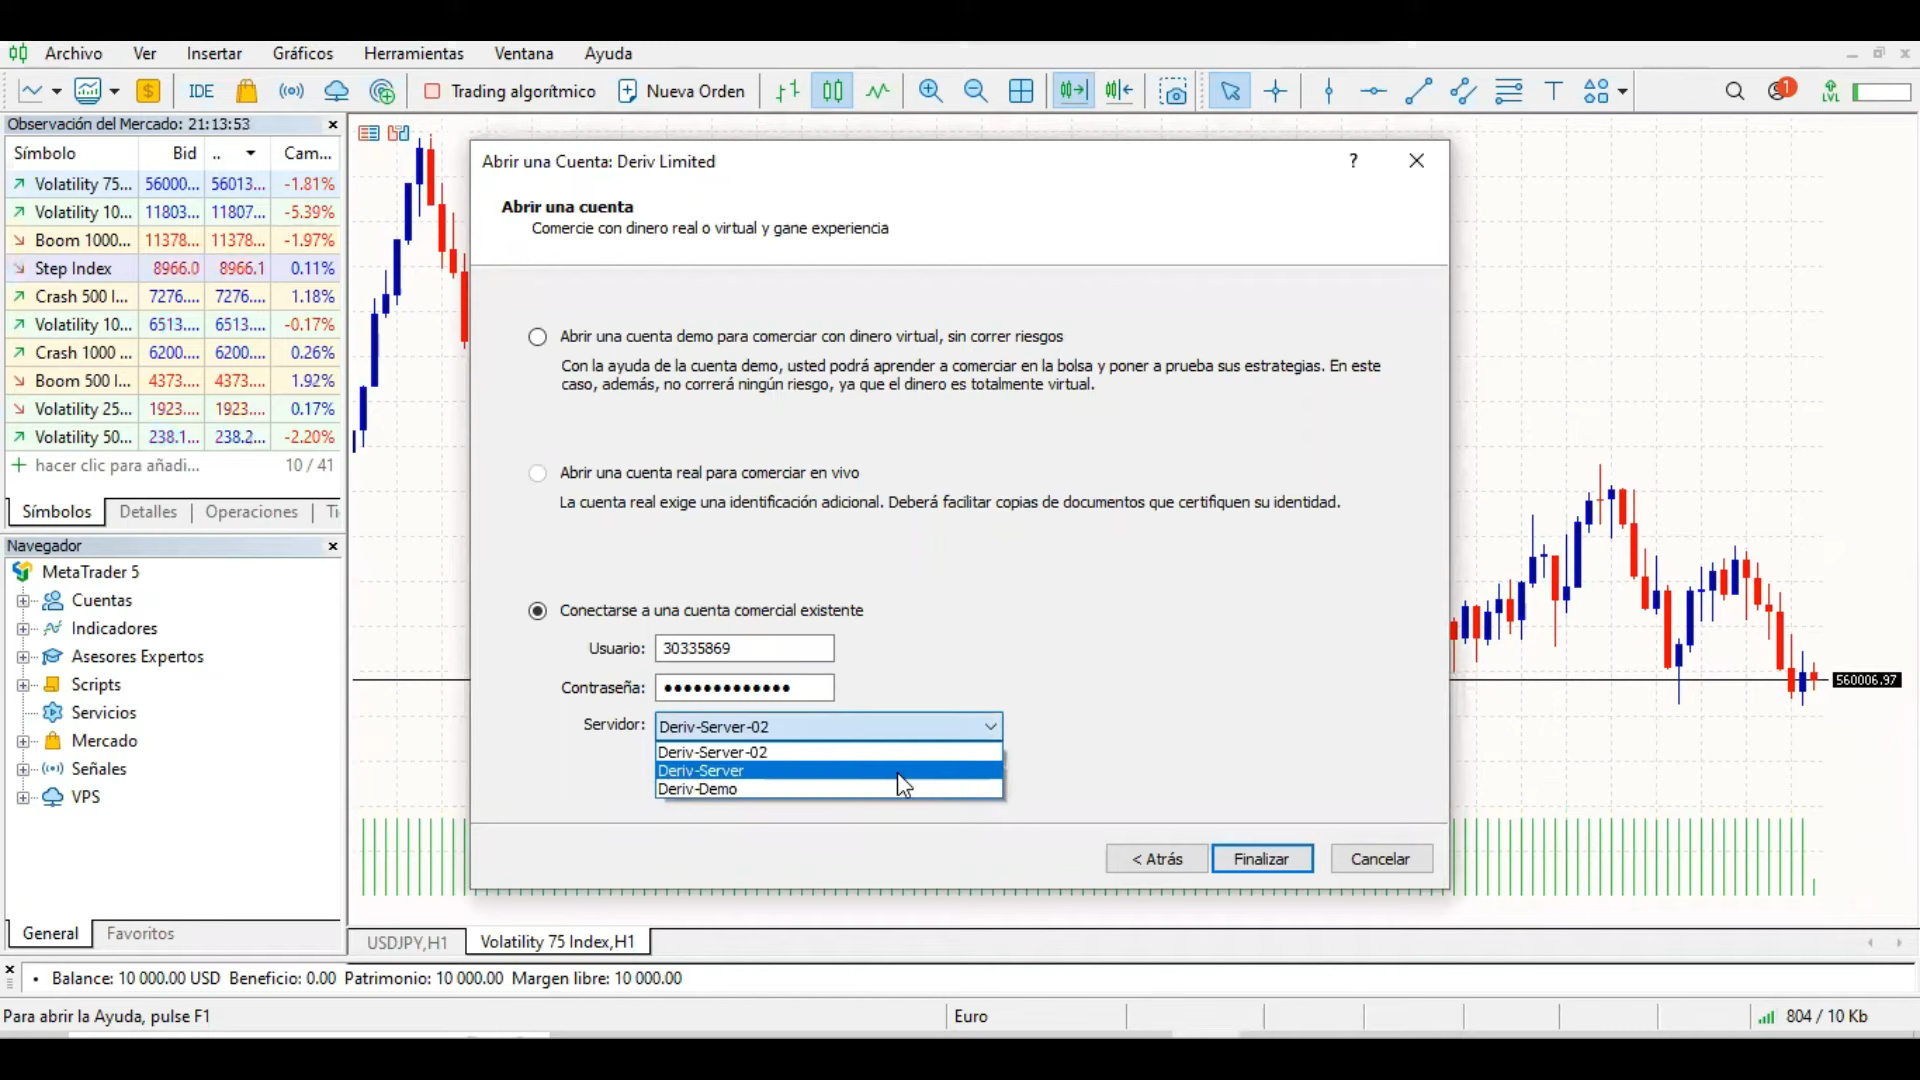 Archivo Ver Insertar Gráficos Herramientas Ventana Ayuda
IDE Trading algorítmico Nueva Orden 1 LVL
Observación del Mercado: 21:13:53
Símbolo Bid .. Cam...
Volatility 75... 56000... 56013... -1.81%
Volatility 10... 11803... 11807... -5.39%
Boom 1000... 11378... 11378... -1.97%
Step Index 8966.0 8966.1 0.11%
Crash 500 I... 7276.... 7276.... 1.18%
Volatility 10... 6513.... 6513.... -0.17%
Crash 1000 ... 6200.... 6200.... 0.26%
Boom 500 I... 4373.... 4373.... 1.92%
Volatility 25... 1923.... 1923.... 0.17%
Volatility 50... 238.1... 238.2... -2.20%
hacer clic para añadi... 10 / 41
Símbolos Detalles Operaciones Ti
Navegador
MetaTrader 5
Cuentas
Indicadores
Asesores Expertos
Scripts
Servicios
Mercado
Señales
VPS
General Favoritos
Abrir una Cuenta: Deriv Limited ?
Abrir una cuenta
Comercie con dinero real o virtual y gane experiencia
Abrir una cuenta demo para comerciar con dinero virtual, sin correr riesgos
Con la ayuda de la cuenta demo, usted podrá aprender a comerciar en la bolsa y poner a prueba sus estrategias. En este
caso, además, no correrá ningún riesgo, ya que el dinero es totalmente virtual.
Abrir una cuenta real para comerciar en vivo
La cuenta real exige una identificación adicional. Deberá facilitar copias de documentos que certifiquen su identidad.
Conectarse a una cuenta comercial existente
Usuario: 30335869
Contraseña: •••••••••••••
Servidor: Deriv-Server-02
Deriv-Server-02
Deriv-Server
Deriv-Demo
< Atrás Finalizar Cancelar
560006.97
USDJPY,H1 Volatility 75 Index,H1
• Balance: 10 000.00 USD Beneficio: 0.00 Patrimonio: 10 000.00 Margen libre: 10 000.00
Para abrir la Ayuda, pulse F1 Euro 804 / 10 Kb